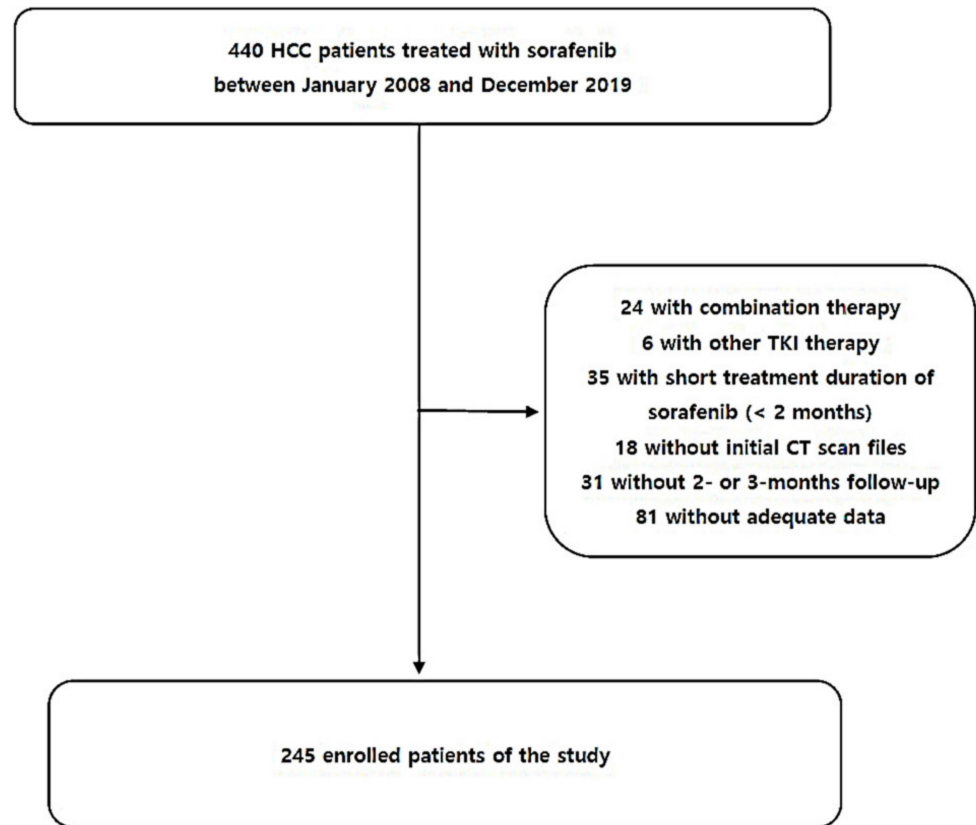 440 HCC patients treated with sorafenib
between January 2008 and December 2019
24 with combination therapy
6 with other TKI therapy
35 with short treatment duration of
sorafenib (< 2 months)
18 without initial CT scan files
31 without 2- or 3-months follow-up
81 without adequate data
245 enrolled patients of the study